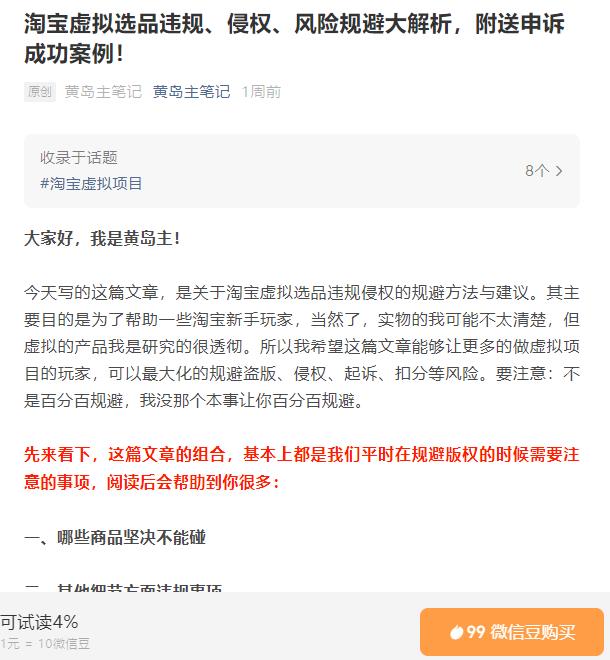 淘宝虚拟选品违规、侵权、风险规避大解析，附送申诉
成功案例！
原创 黄岛主笔记 黄岛主笔记 1周前
收录于话题
#淘宝虚拟项目
8个
大家好，我是黄岛主！
今天写的这篇文章，是关于淘宝虚拟选品违规侵权的规避方法与建议。其主
要目的是为了帮助一些淘宝新手玩家，当然了，实物的我可能不太清楚，但
虚拟的产品我是研究的很透彻。所以我希望这篇文章能够让更多的做虚拟项
目的玩家，可以最大化的规避盗版、侵权、起诉、扣分等风险。要注意：不
是百分百规避，我没那个本事让你百分百规避。
先来看下，这篇文章的组合，基本上都是我们平时在规避版权的时候需要注
意的事项，阅读后会帮助到你很多：
一、哪些商品坚决不能碰
二、其他细节方面违规事项
可试读4%
1元 = 10微信豆
99 微信豆购买